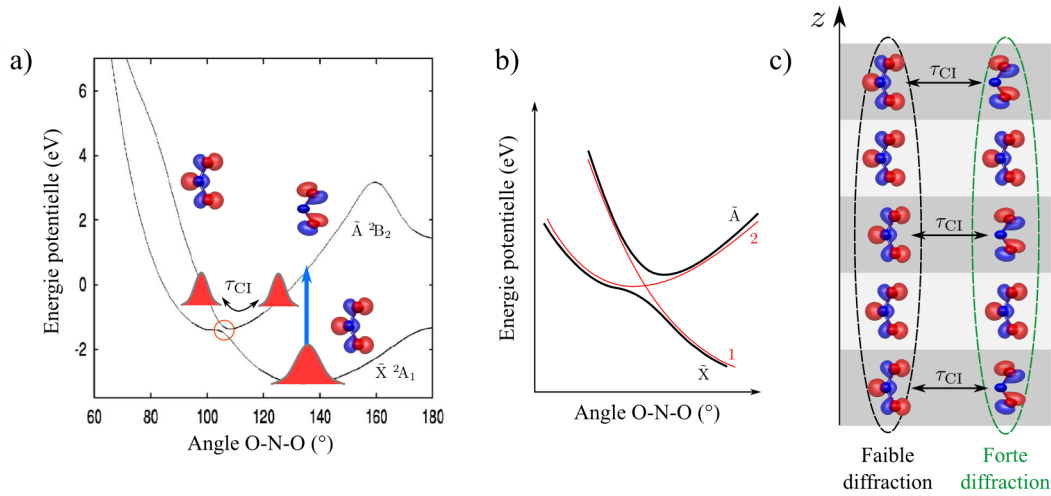 a)
Energie potentielle (eV)
6
4
2
0
-2
60
80
100
120
140
160
180
Angle O-N-O (°)
τCI
Ã ²B₂
X̃ ²A₁
b)
Energie potentielle (eV)
Ã
2
1
X̃
Angle O-N-O (°)
c)
z
τCI
τCI
τCI
Faible
diffraction
Forte
diffraction